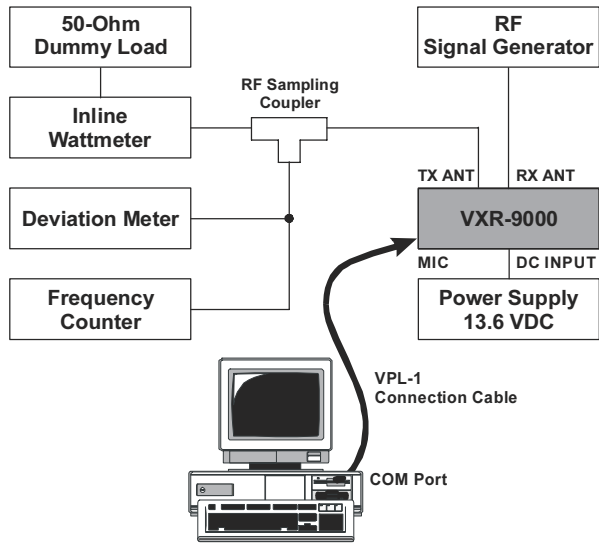 50-Ohm
Dummy Load
RF
Signal Generator
RF Sampling
Coupler
Inline
Wattmeter
TX ANT
RX ANT
Deviation Meter
VXR-9000
MIC
DC INPUT
Frequency
Counter
Power Supply
13.6 VDC
VPL-1
Connection Cable
COM Port